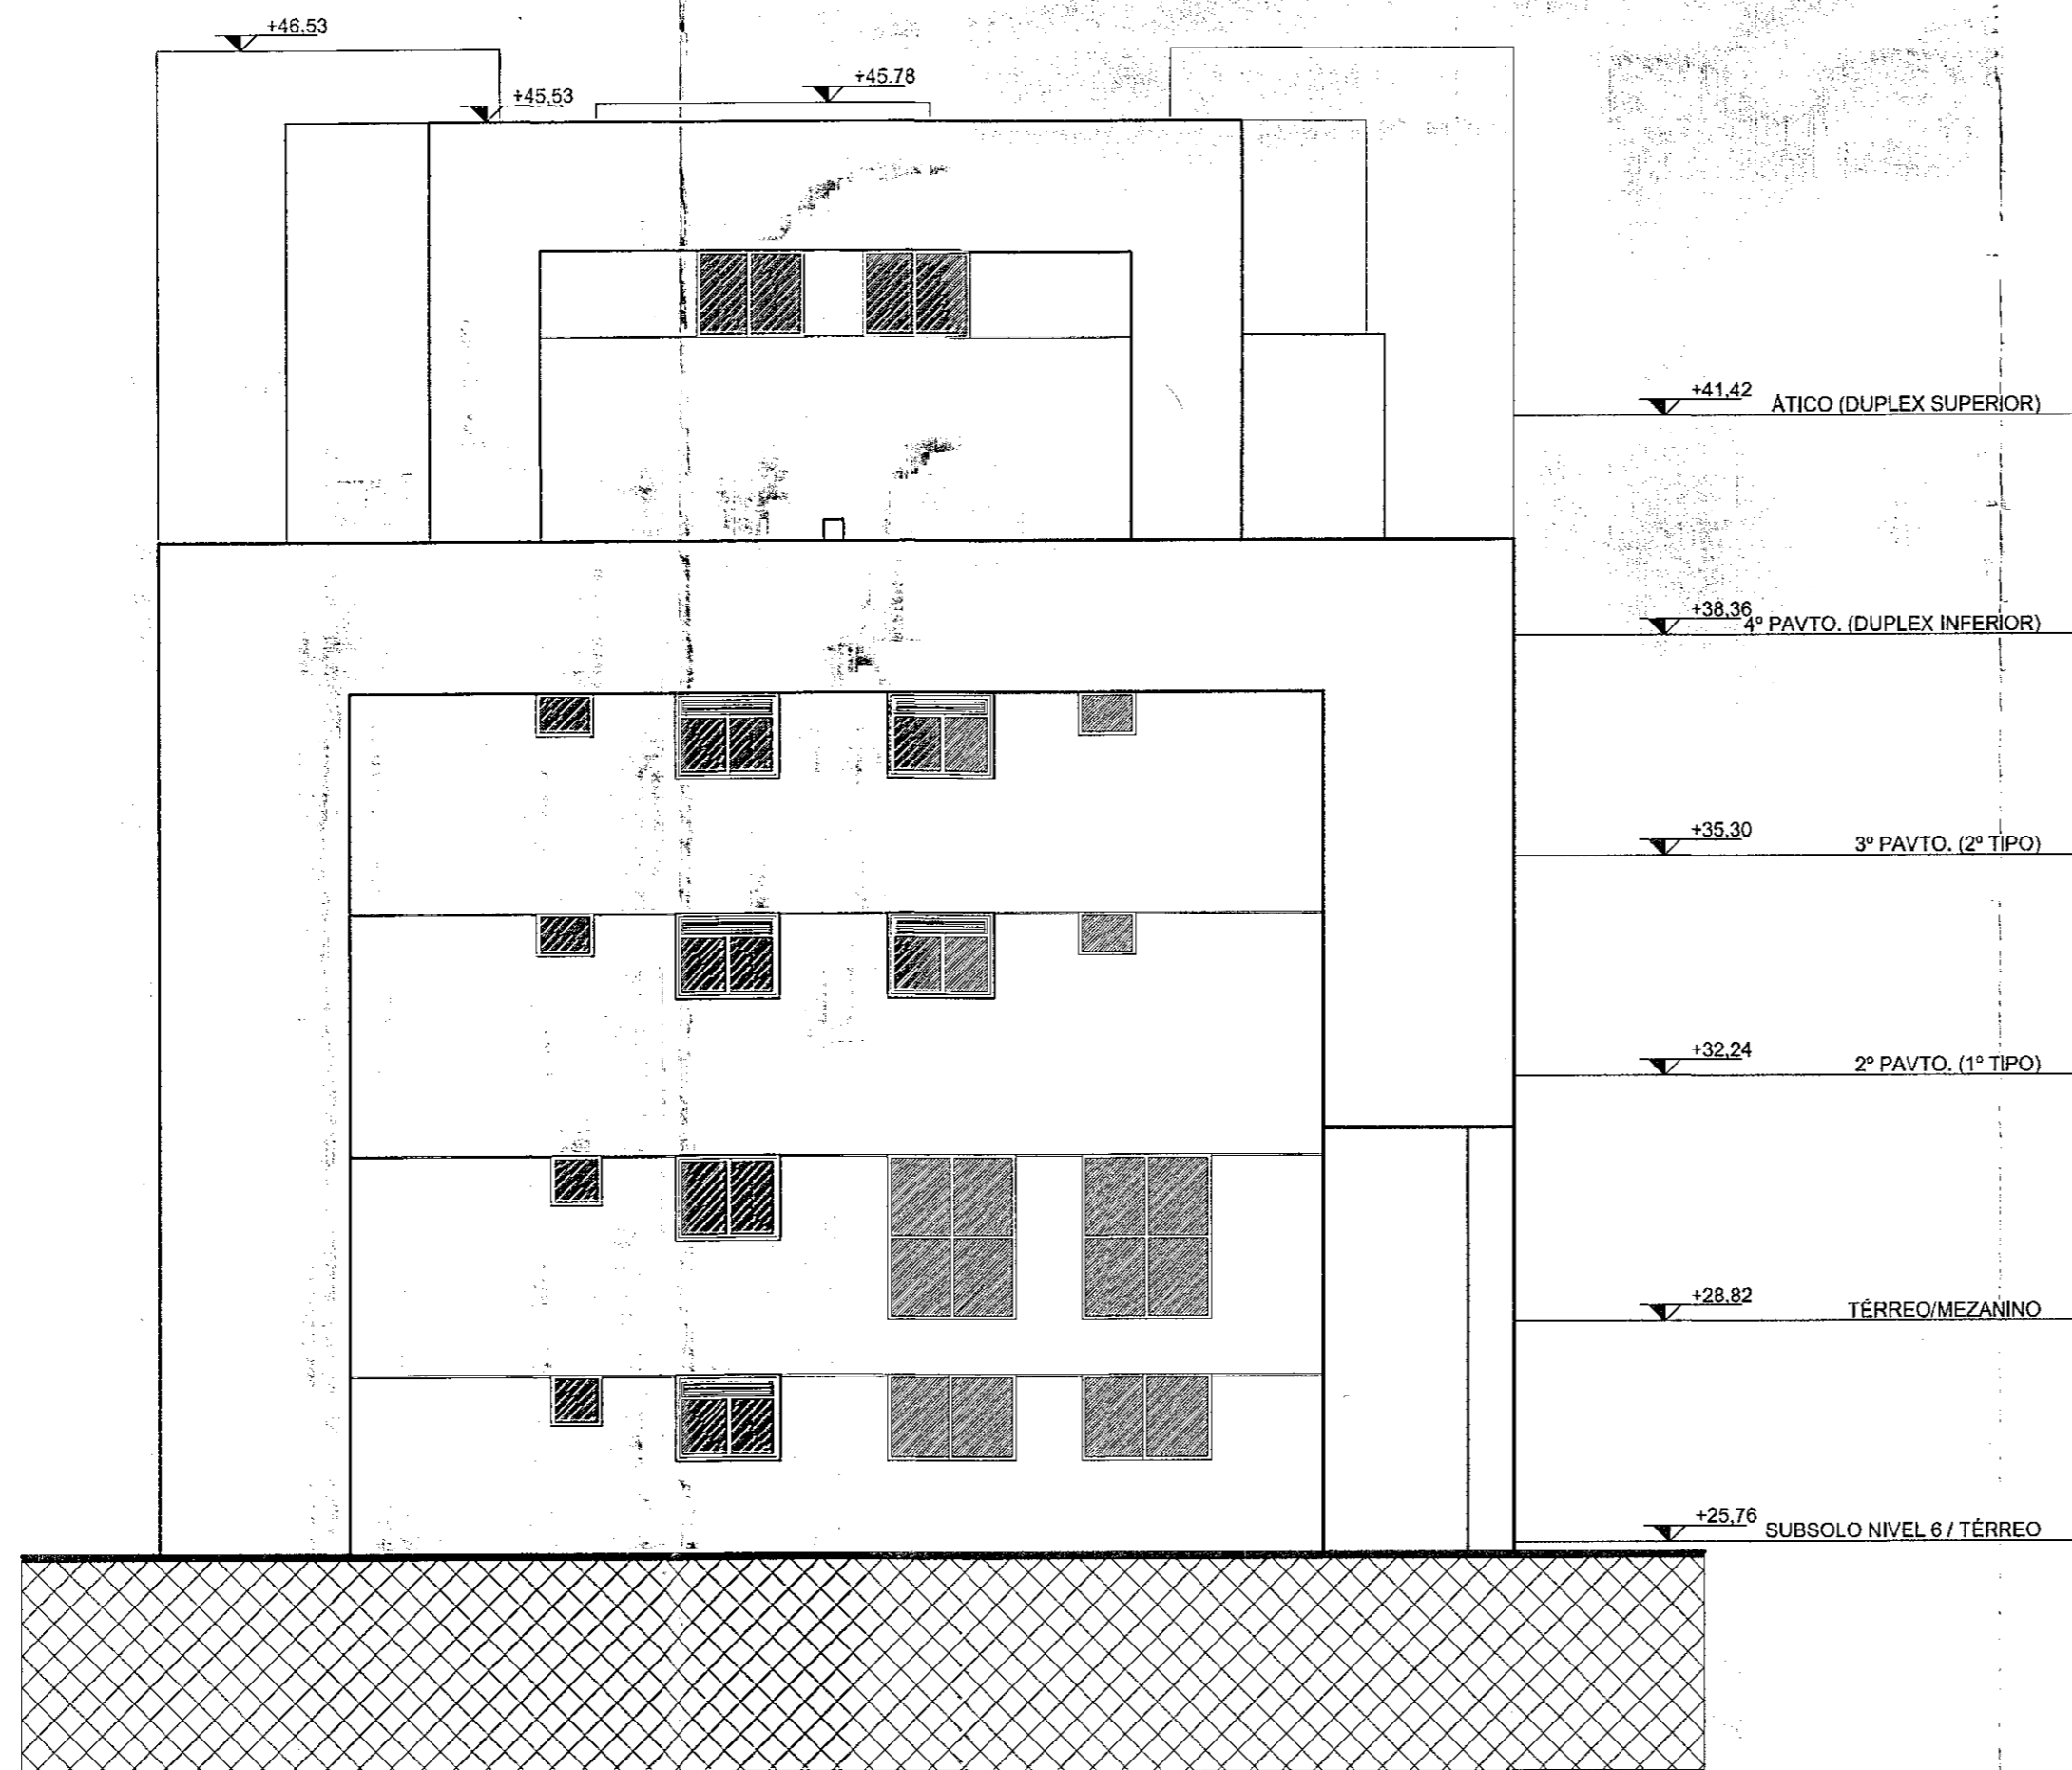 +46.53
+45.78
+45,53
+41,42
ÁTICO (DUPLEX SUPERIOR)
+38,36
4º PAVTO. (DUPLEX INFERIOR)
+35,30
3º PAVTO. (2º TIPO)
+32,24
2º PAVTO. (1º TIPO)
+28,82
TÉRREO/MEZANINO
+25,76
SUBSOLO NIVEL 6 / TÉRREO